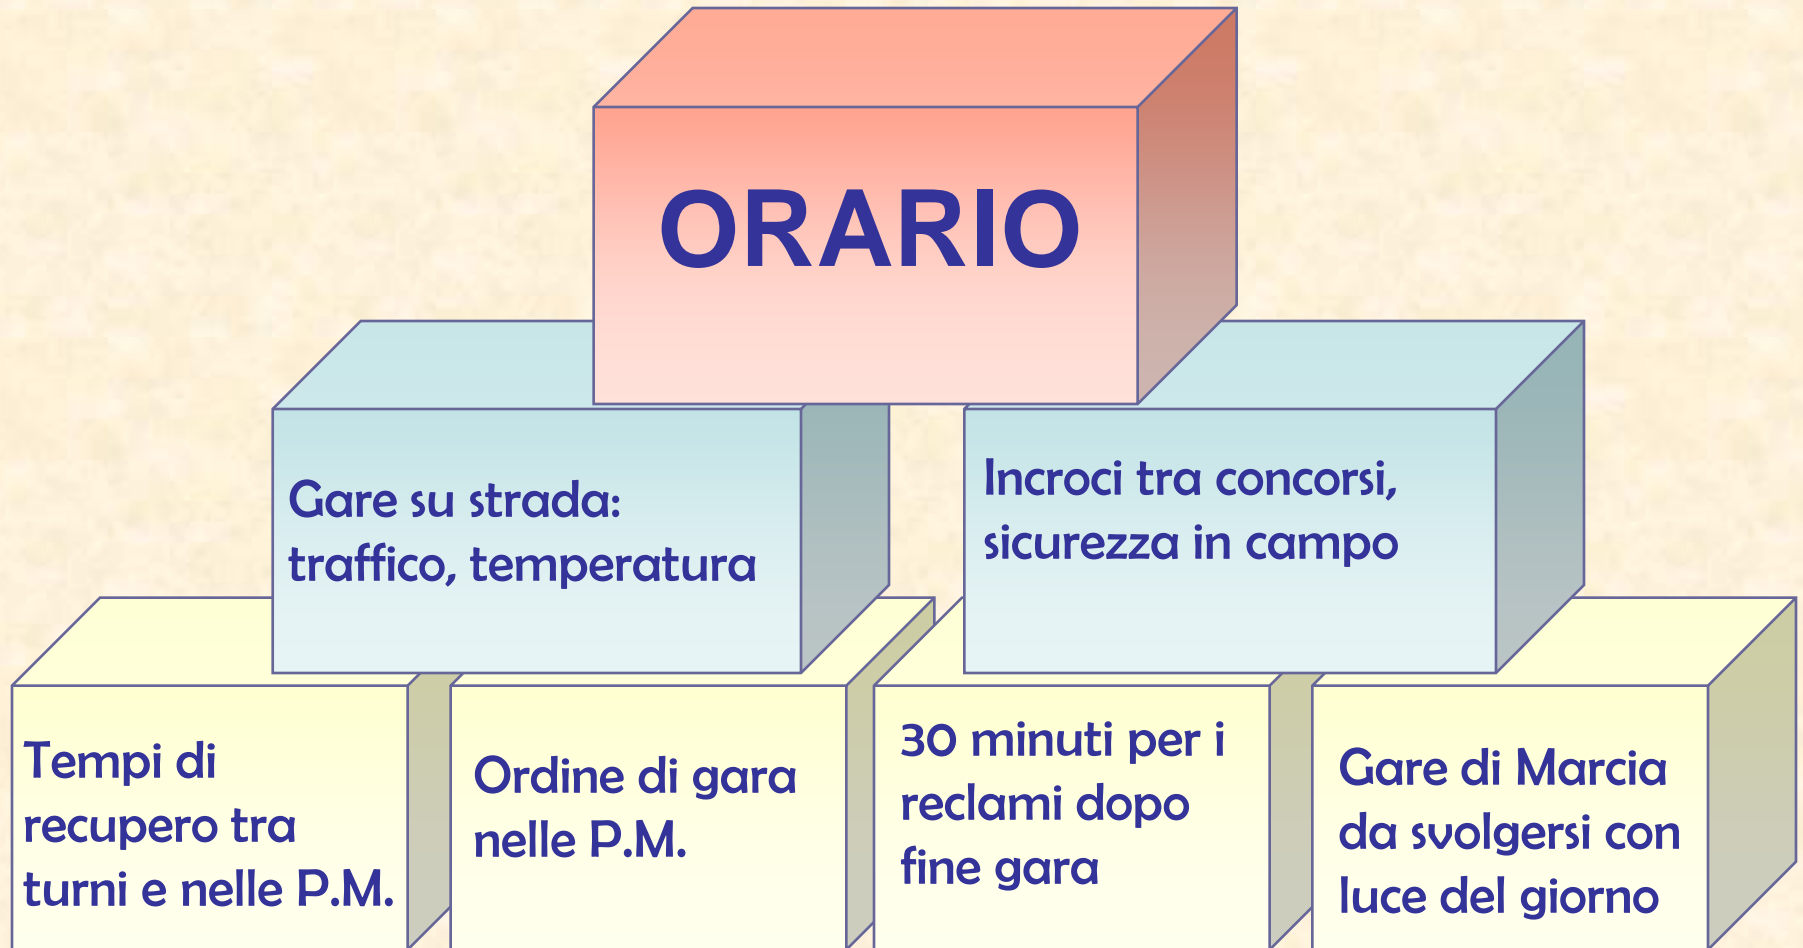 ORARIO
Gare su strada:
traffico, temperatura
Incroci tra concorsi,
sicurezza in campo
Tempi di
recupero tra
turni e nelle P.M.
Ordine di gara
nelle P.M.
30 minuti per i
reclami dopo
fine gara
Gare di Marcia
da svolgersi con
luce del giorno